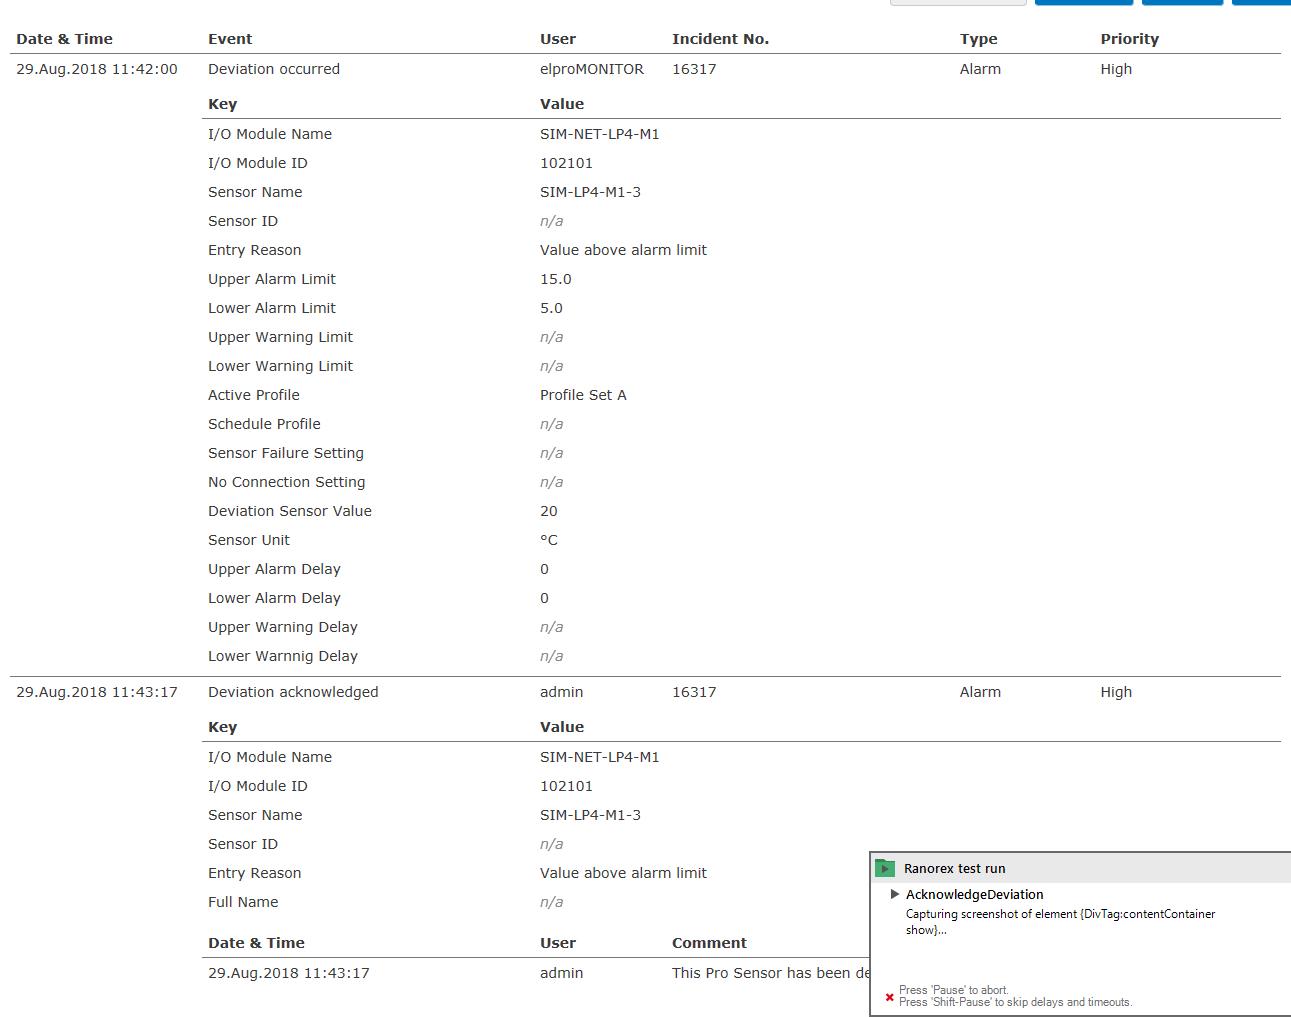 Date & Time Event User Incident No. Type Priority
29.Aug.2018 11:42:00 Deviation occurred elproMONITOR 16317 Alarm High
Key Value
I/O Module Name SIM-NET-LP4-M1
I/O Module ID 102101
Sensor Name SIM-LP4-M1-3
Sensor ID n/a
Entry Reason Value above alarm limit
Upper Alarm Limit 15.0
Lower Alarm Limit 5.0
Upper Warning Limit n/a
Lower Warning Limit n/a
Active Profile Profile Set A
Schedule Profile n/a
Sensor Failure Setting n/a
No Connection Setting n/a
Deviation Sensor Value 20
Sensor Unit °C
Upper Alarm Delay 0
Lower Alarm Delay 0
Upper Warning Delay n/a
Lower Warnnig Delay n/a
29.Aug.2018 11:43:17 Deviation acknowledged admin 16317 Alarm High
Key Value
I/O Module Name SIM-NET-LP4-M1
I/O Module ID 102101
Sensor Name SIM-LP4-M1-3
Sensor ID n/a
Entry Reason Value above alarm limit
Full Name n/a
Date & Time User Comment
29.Aug.2018 11:43:17 admin This Pro Sensor has been
Ranorex test run
AcknowledgeDeviation
Capturing screenshot of element {DivTag:contentContainer
show}...
Press 'Pause' to abort.
Press 'Shift-Pause' to skip delays and timeouts.